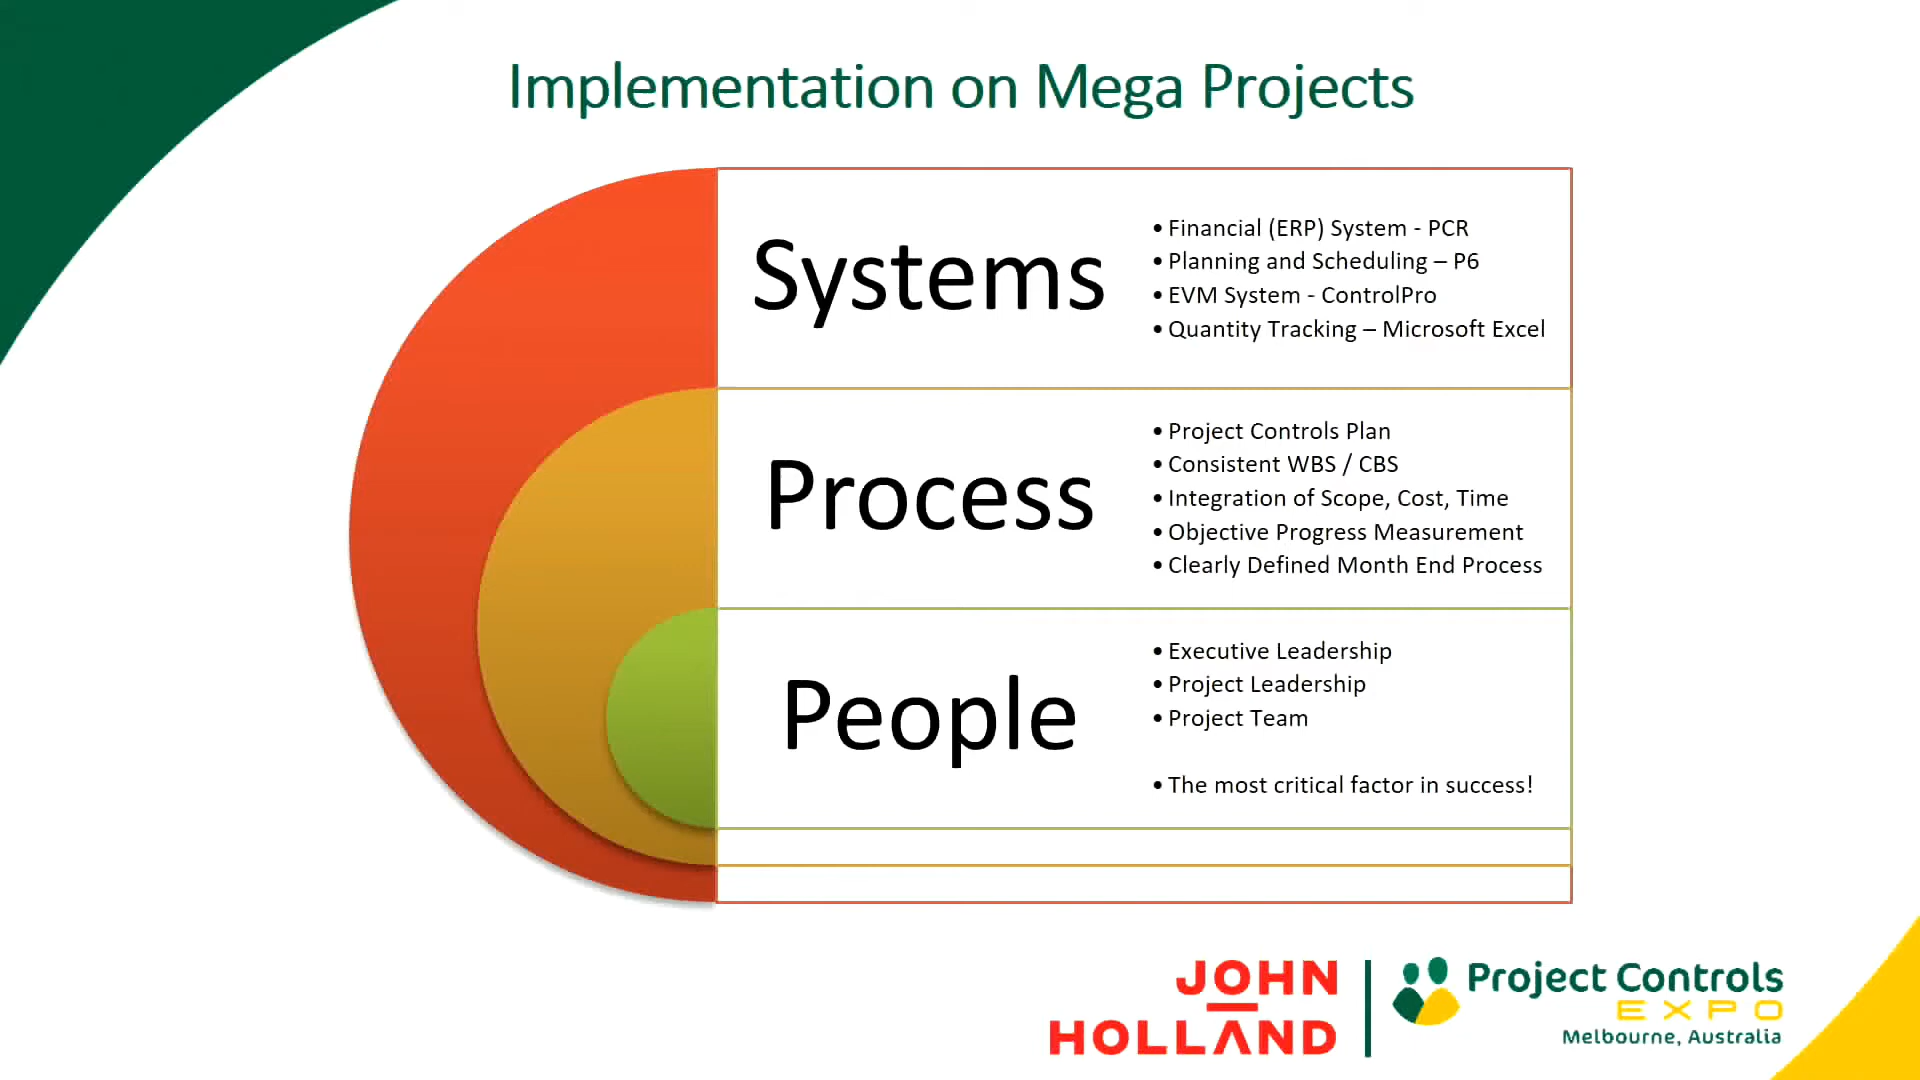 Implementation on Mega Projects
Systems
• Financial (ERP) System - PCR
• Planning and Scheduling – P6
• EVM System - ControlPro
• Quantity Tracking – Microsoft Excel
Process
• Project Controls Plan
• Consistent WBS / CBS
• Integration of Scope, Cost, Time
• Objective Progress Measurement
• Clearly Defined Month End Process
People
• Executive Leadership
• Project Leadership
• Project Team
• The most critical factor in success!
JOHN
HOLLAND
Project Controls
EXPO
Melbourne, Australia